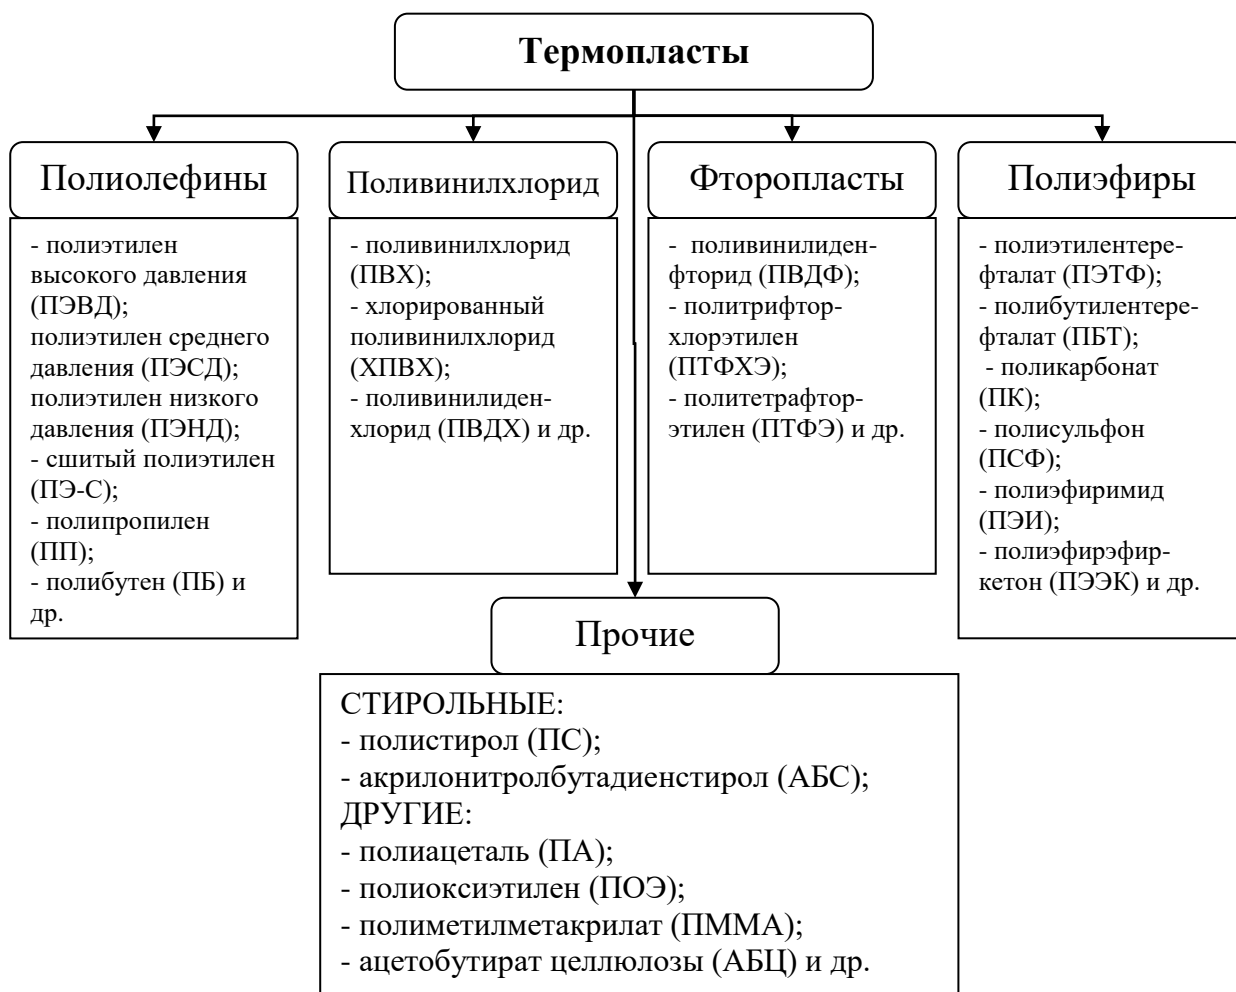 Термопласты
Полиолефины
- полиэтилен
высокого давления
(ПЭВД);
полиэтилен среднего
давления (ПЭСД);
полиэтилен низкого
давления (ПЭНД);
- сшитый полиэтилен
(ПЭ-С);
- полипропилен
(ПП);
- полибутен (ПБ) и
др.
Поливинилхлорид
- поливинилхлорид
(ПВХ);
- хлорированный
поливинилхлорид
(ХПВХ);
- поливинилиден-
хлорид (ПВДХ) и др.
Фторопласты
- поливинилиден-
фторид (ПВДФ);
- политрифтор-
хлорэтилен
(ПТФХЭ);
- политетрафтор-
этилен (ПТФЭ) и др.
Полиэфиры
- полиэтилентере-
фталат (ПЭТФ);
- полибутилентере-
фталат (ПБТ);
- поликарбонат
(ПК);
- полисульфон
(ПСФ);
- полиэфиримид
(ПЭИ);
- полиэфирэфир-
кетон (ПЭЭК) и др.
Прочие
СТИРОЛЬНЫЕ:
- полистирол (ПС);
- акрилонитролбутадиенстирол (АБС);
ДРУГИЕ:
- полиацеталь (ПА);
- полиоксиэтилен (ПОЭ);
- полиметилметакрилат (ПММА);
- ацетобутират целлюлозы (АБЦ) и др.